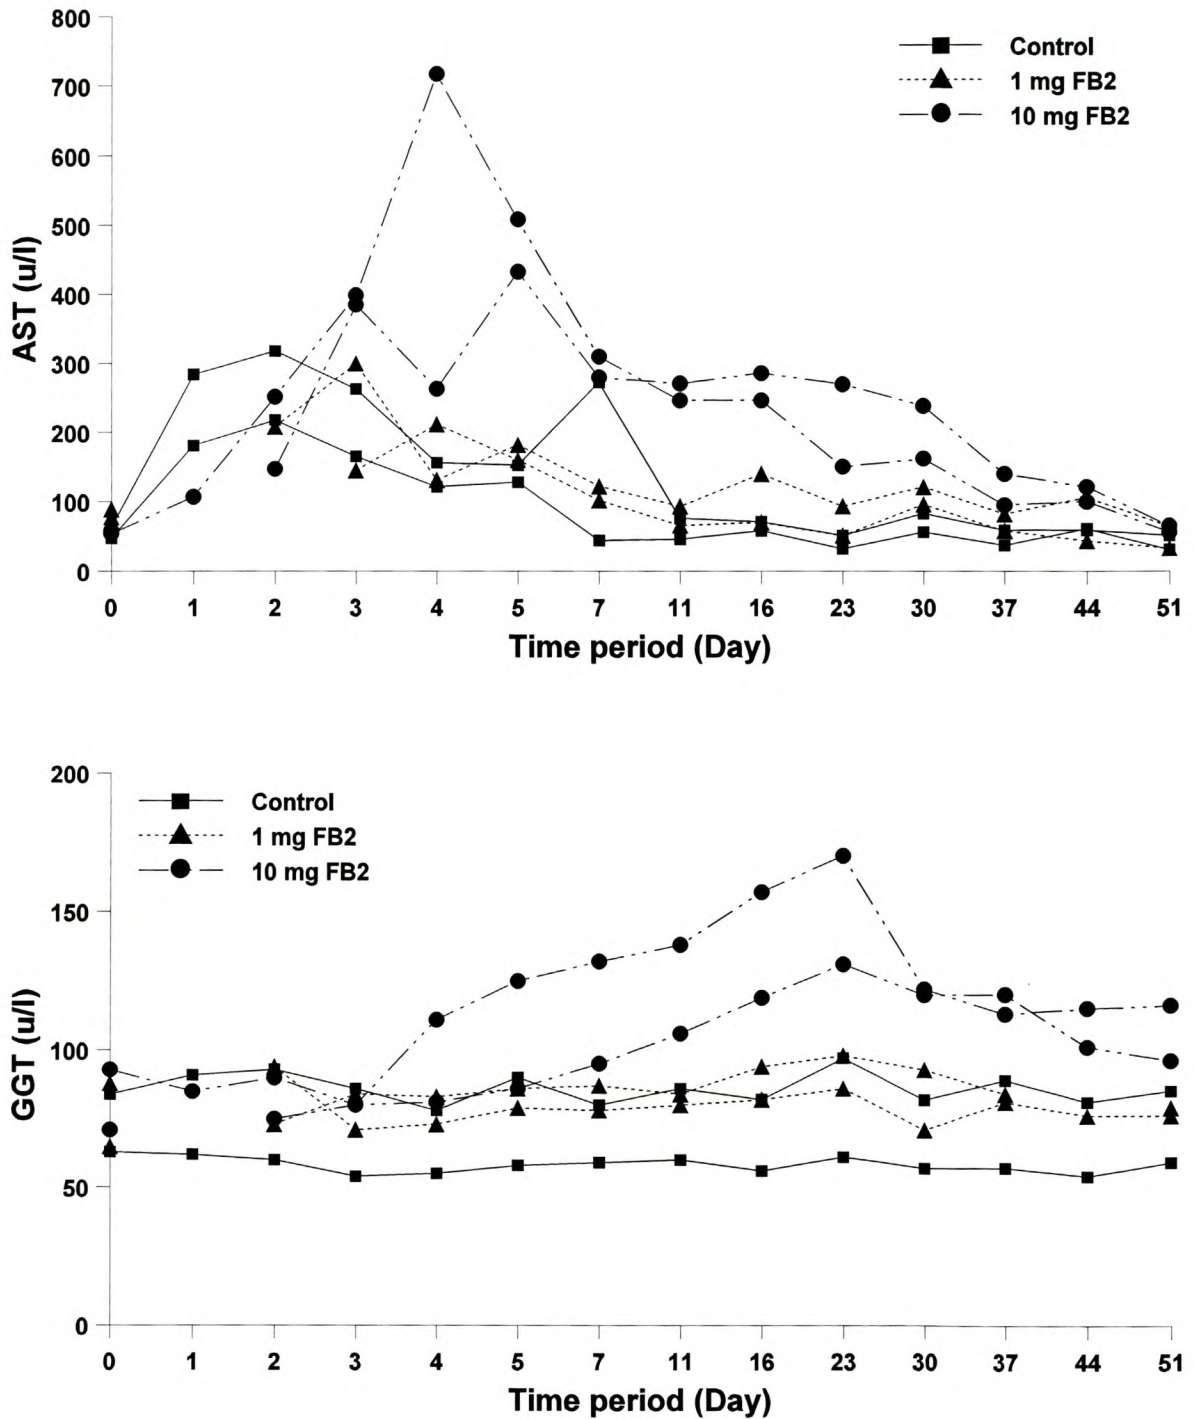 800
700
600
500
400
300
200
100
0
AST (u/l)
Control
1 mg FB2
10 mg FB2
0 1 2 3 4 5 7 11 16 23 30 37 44 51
Time period (Day)
200
150
100
50
0
GGT (u/l)
Control
1 mg FB2
10 mg FB2
0 1 2 3 4 5 7 11 16 23 30 37 44 51
Time period (Day)